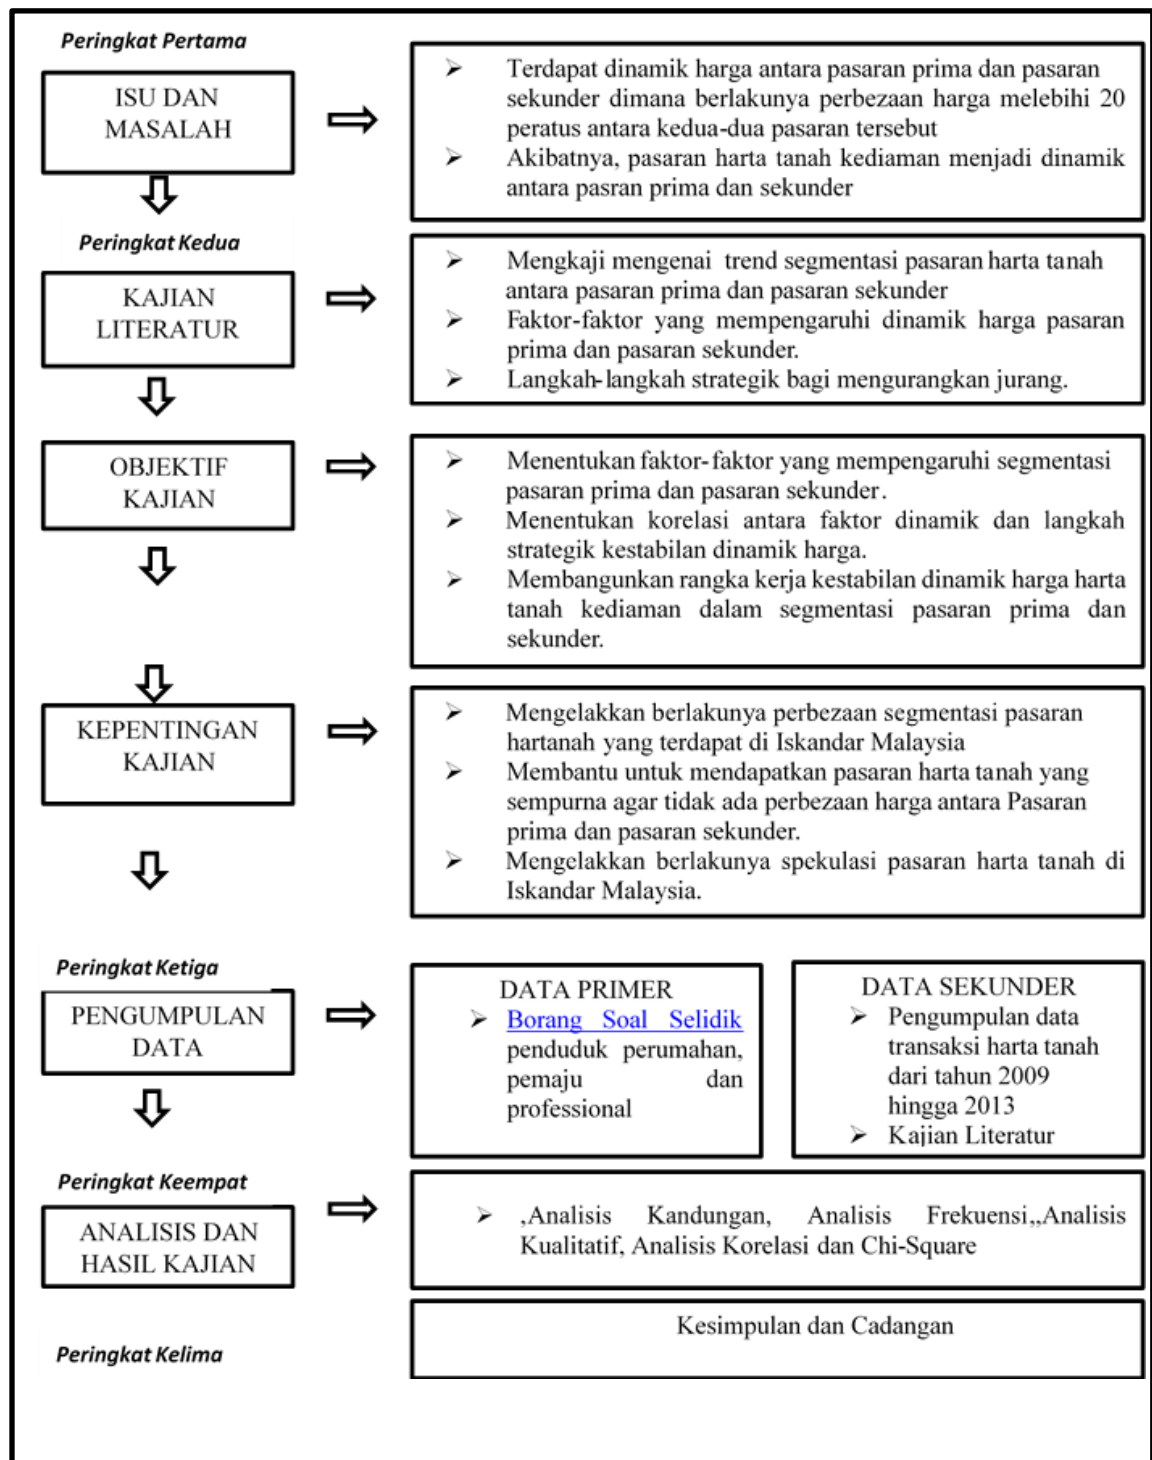 Peringkat Pertama
ISU DAN
MASALAH
➢ Terdapat dinamik harga antara pasaran prima dan pasaran
sekunder dimana berlakunya perbezaan harga melebihi 20
peratus antara kedua-dua pasaran tersebut
➢ Akibatnya, pasaran harta tanah kediaman menjadi dinamik
antara pasran prima dan sekunder
Peringkat Kedua
KAJIAN
LITERATUR
➢ Mengkaji mengenai trend segmentasi pasaran harta tanah
antara pasaran prima dan pasaran sekunder
➢ Faktor-faktor yang mempengaruhi dinamik harga pasaran
prima dan pasaran sekunder.
➢ Langkah-langkah strategik bagi mengurangkan jurang.
OBJEKTIF
KAJIAN
➢ Menentukan faktor-faktor yang mempengaruhi segmentasi
pasaran prima dan pasaran sekunder.
➢ Menentukan korelasi antara faktor dinamik dan langkah
strategik kestabilan dinamik harga.
➢ Membangunkan rangka kerja kestabilan dinamik harga harta
tanah kediaman dalam segmentasi pasaran prima dan
sekunder.
KEPENTINGAN
KAJIAN
➢ Mengelakkan berlakunya perbezaan segmentasi pasaran
hartanah yang terdapat di Iskandar Malaysia
➢ Membantu untuk mendapatkan pasaran harta tanah yang
sempurna agar tidak ada perbezaan harga antara Pasaran
prima dan pasaran sekunder.
➢ Mengelakkan berlakunya spekulasi pasaran harta tanah di
Iskandar Malaysia.
Peringkat Ketiga
PENGUMPULAN
DATA
DATA PRIMER
➢ Borang Soal Selidik
penduduk perumahan,
pemaju dan
professional
DATA SEKUNDER
➢ Pengumpulan data
transaksi harta tanah
dari tahun 2009
hingga 2013
➢ Kajian Literatur
Peringkat Keempat
ANALISIS DAN
HASIL KAJIAN
➢ ,Analisis Kandungan, Analisis Frekuensi,,Analisis
Kualitatif, Analisis Korelasi dan Chi-Square
Peringkat Kelima
Kesimpulan dan Cadangan